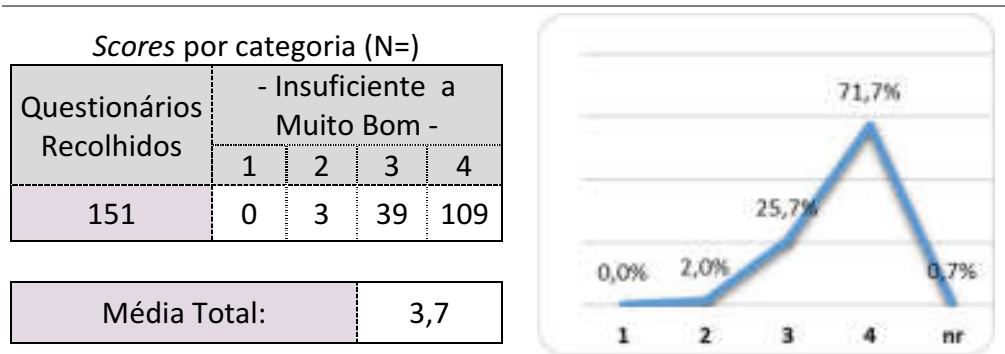 Scores por categoria (N=)
Questionários
Recolhidos
- Insuficiente a
Muito Bom -
1 2 3 4
151 0 3 39 109
Média Total: 3,7
71,7%
25,7%
0,0% 2,0% 0,7%
1 2 3 4 nr